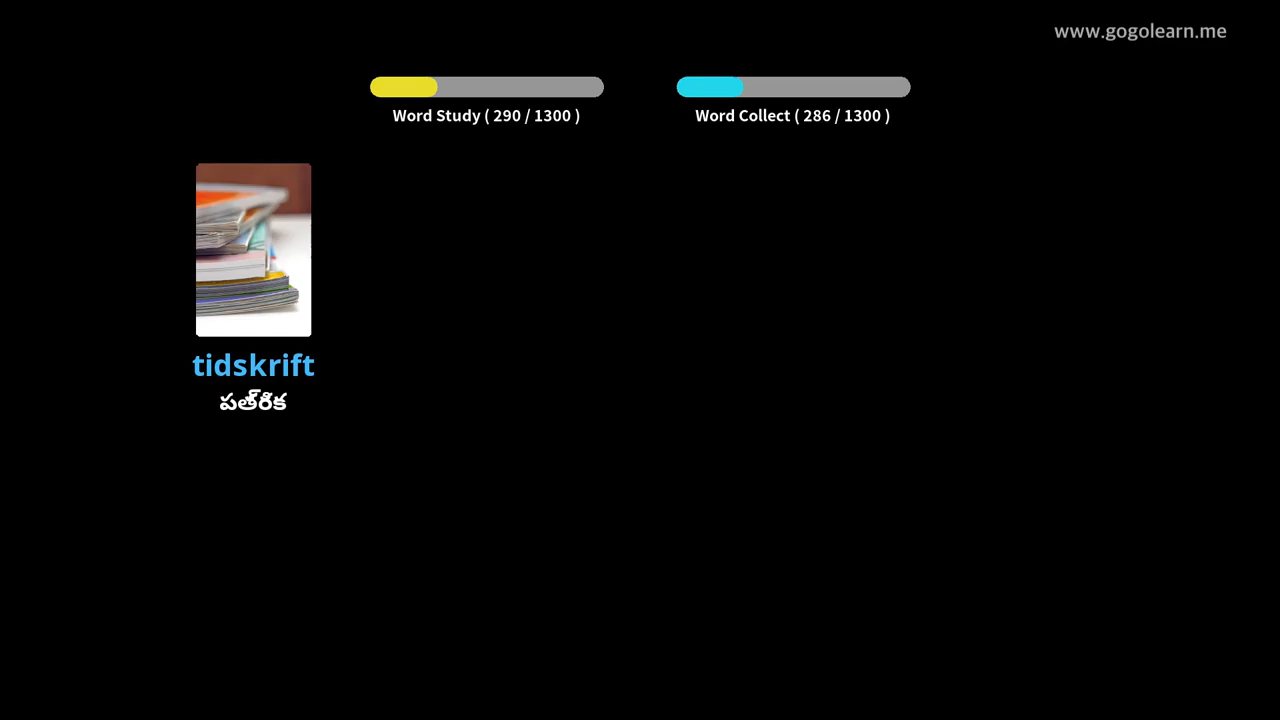 www.gogolearn.me
Word Study ( 290 / 1300 )
Word Collect ( 286 / 1300 )
tidskrift
పత్రిక